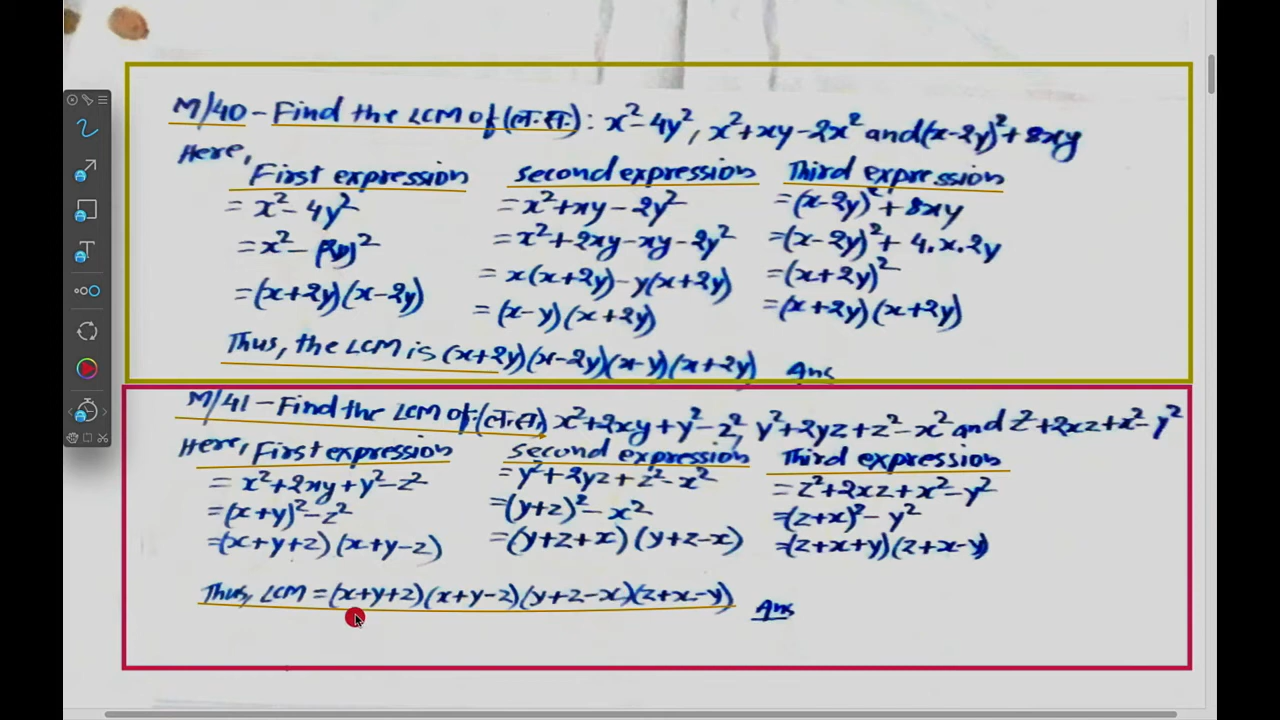 M/40 - Find the LCM of (ल.स.) : x² - 4y², x² + xy - 2x² and (x - 2y)² + 8xy
Here,
First expression
= x² - 4y²
= x² - (2y)²
= (x + 2y)(x - 2y)
second expression
= x² + xy - 2y²
= x² + 2xy - xy - 2y²
= x(x + 2y) - y(x + 2y)
= (x - y)(x + 2y)
Third expression
= (x - 2y)² + 8xy
= (x - 2y)² + 4.x.2y
= (x + 2y)²
= (x + 2y)(x + 2y)
Thus, the LCM is (x + 2y)(x - 2y)(x - y)(x + 2y) Ans
M/41 - Find the LCM of (ल.स.) x² + 2xy + y² - z², y² + 2yz + z² - x² and z² + 2xz + x² - y²
Here, First expression
= x² + 2xy + y² - z²
= (x + y)² - z²
= (x + y + z)(x + y - z)
second expression
= y² + 2yz + z² - x²
= (y + z)² - x²
= (y + z + x)(y + z - x)
Third expression
= z² + 2xz + x² - y²
= (z + x)² - y²
= (z + x + y)(z + x - y)
Thus, LCM = (x + y + z)(x + y - z)(y + z - x)(z + x - y) Ans